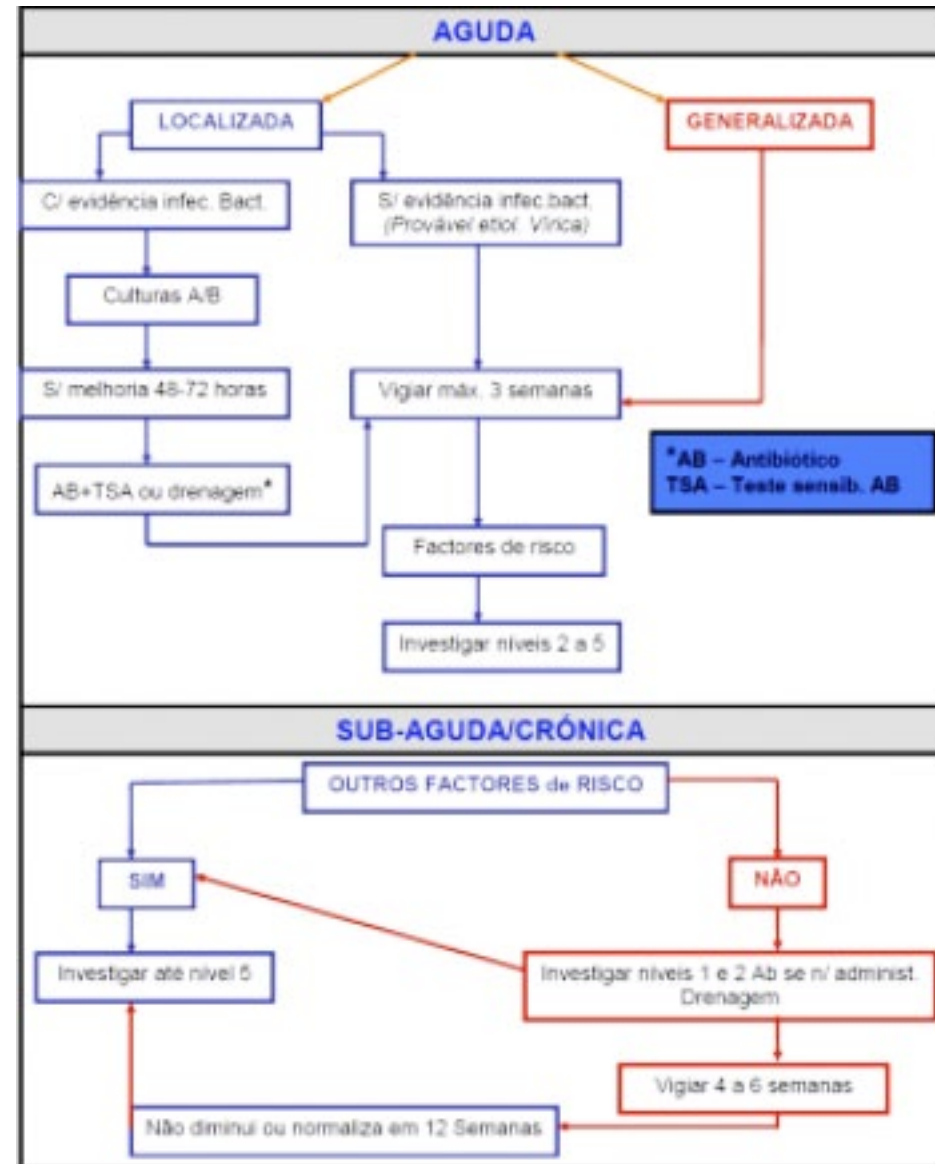 AGUDA
LOCALIZADA
GENERALIZADA
C/ evidência infec. Bact.
S/ evidência infec.bact.
(Provável etiol. Vírica)
Culturas A/B
S/ melhoria 48-72 horas
Vigiar máx. 3 semanas
*AB – Antibiótico
TSA – Teste sensib. AB
AB+TSA ou drenagem*
Factores de risco
Investigar níveis 2 a 5
SUB-AGUDA/CRÓNICA
OUTROS FACTORES de RISCO
SIM
NÃO
Investigar até nível 5
Investigar níveis 1 e 2 Ab se n/ administ.
Drenagem
Vigiar 4 a 6 semanas
Não diminui ou normaliza em 12 Semanas